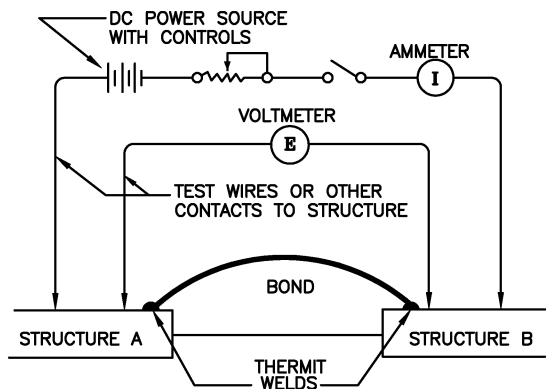 DC POWER SOURCE
WITH CONTROLS
AMMETER
I
VOLTMETER
E
TEST WIRES OR OTHER
CONTACTS TO STRUCTURE
BOND
STRUCTURE A
STRUCTURE B
THERMIT
WELDS